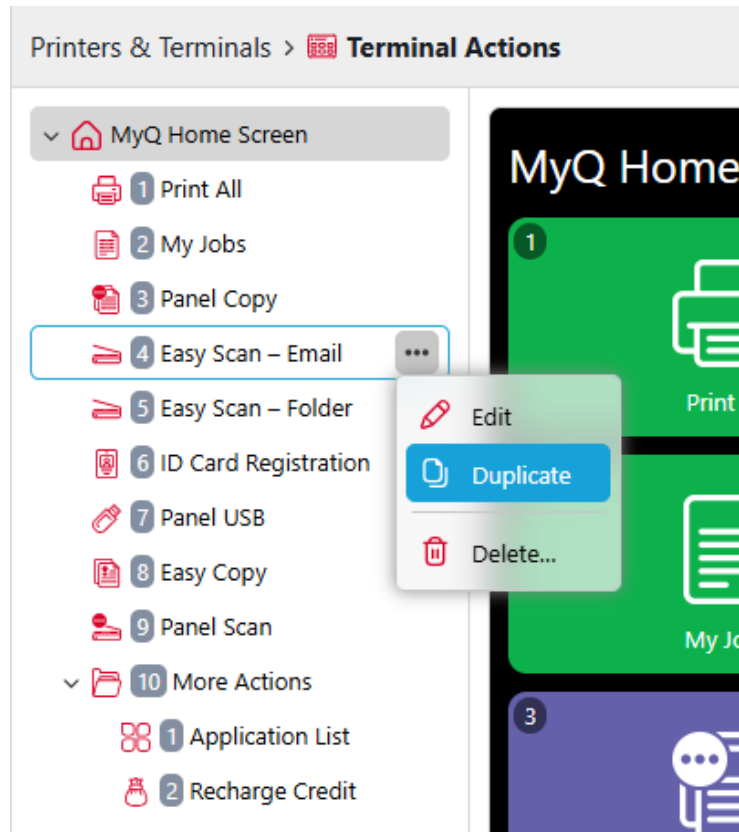 Printers & Terminals > Terminal Actions
MyQ Home Screen
1 Print All
2 My Jobs
3 Panel Copy
4 Easy Scan – Email
5 Easy Scan – Folder
6 ID Card Registration
7 Panel USB
8 Easy Copy
9 Panel Scan
10 More Actions
1 Application List
2 Recharge Credit
Edit
Duplicate
Delete...
MyQ Home
1
Print
My Jo
3